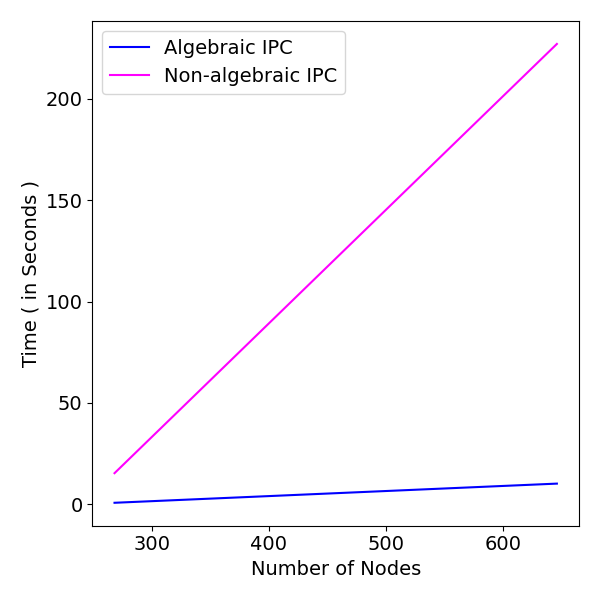 Algebraic IPC
Non-algebraic IPC
200
150
100
50
0
Time ( in Seconds )
300 400 500 600
Number of Nodes